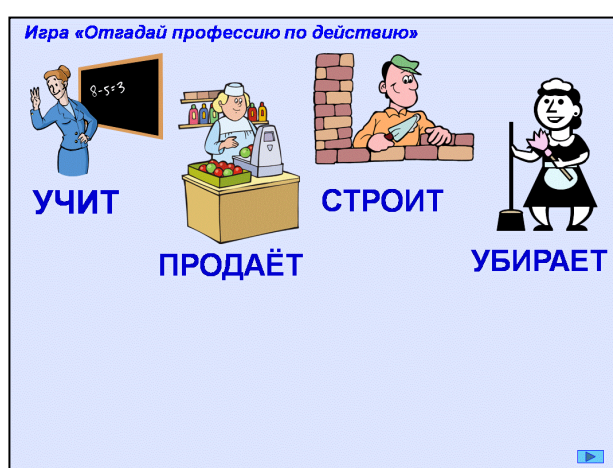 Игра «Отгадай профессию по действию»
8-5=3
УЧИТ
СТРОИТ
ПРОДАЁТ
УБИРАЕТ